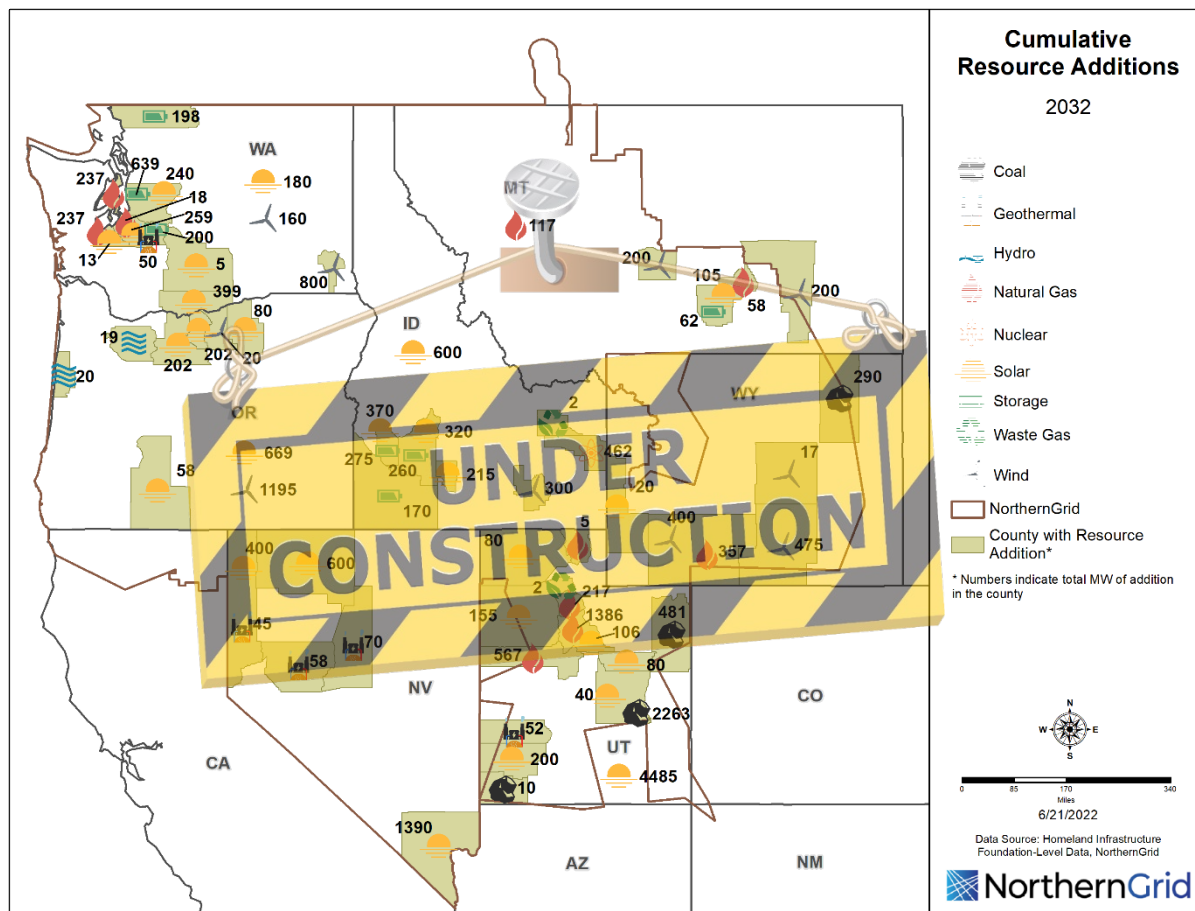 Cumulative
Resource Additions
2032
Coal
Geothermal
Hydro
Natural Gas
Nuclear
Solar
Storage
Waste Gas
Wind
NorthernGrid
County with Resource
Addition*
* Numbers indicate total MW of addition
in the county
N
W E
S
0 85 170 340
Miles
6/21/2022
Data Source: Homeland Infrastructure
Foundation-Level Data, NorthernGrid
NorthernGrid
198
WA
639
240
237
18
180
237
259
160
200
13
50
5
399
800
MT
117
200
105
58
200
62
80
19
202
20
202
20
ID
600
OR
WY
290
2
370
320
275
260
462
17
669
58
215
1195
300
170
UNDER
CONSTRUCTION
400
80
5
400
357
475
600
2
217
155
1386
481
106
45
70
58
567
80
40
2263
NV
CO
52
200
UT
4485
10
CA
1390
AZ
NM